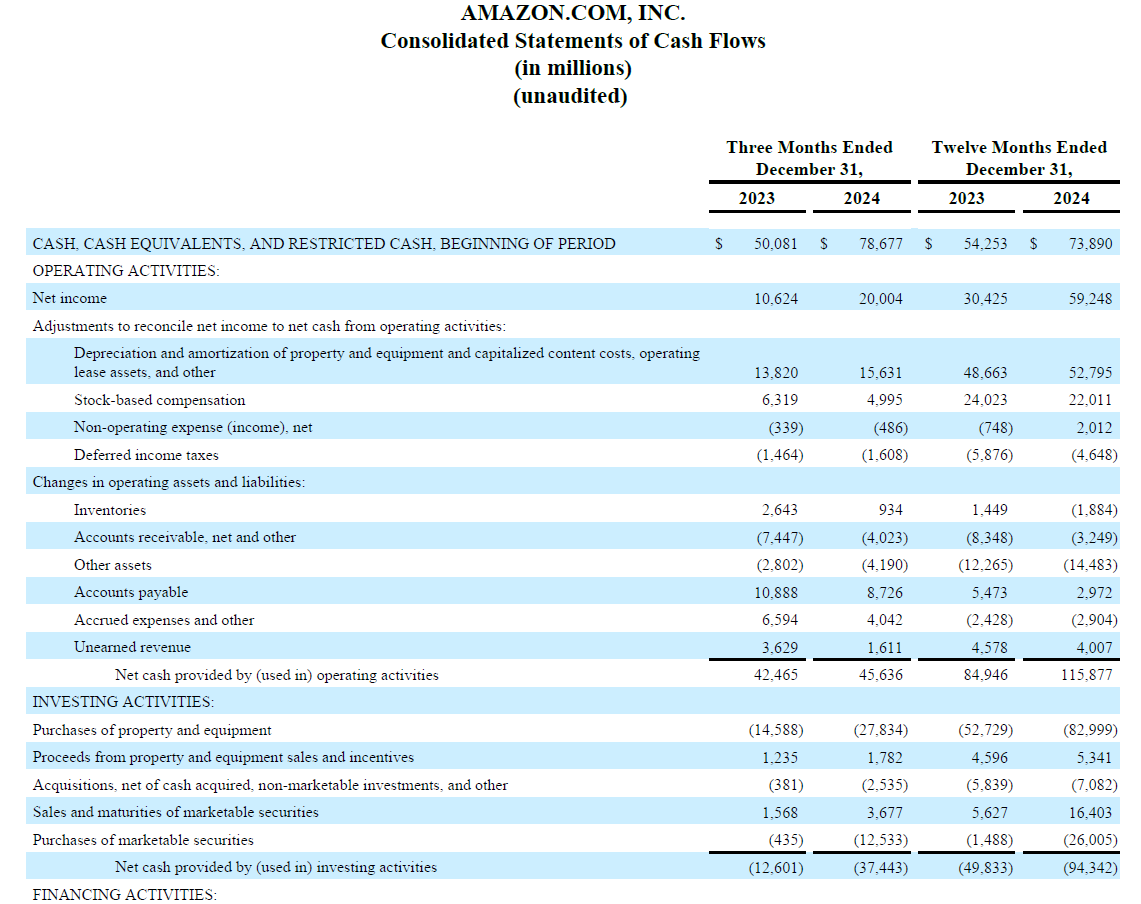 AMAZON.COM, INC.
Consolidated Statements of Cash Flows
(in millions)
(unaudited)
Three Months Ended Twelve Months Ended
December 31, December 31,
2023 2024 2023 2024
CASH, CASH EQUIVALENTS, AND RESTRICTED CASH, BEGINNING OF PERIOD $ 50,081 $ 78,677 $ 54,253 $ 73,890
OPERATING ACTIVITIES:
Net income 10,624 20,004 30,425 59,248
Adjustments to reconcile net income to net cash from operating activities:
Depreciation and amortization of property and equipment and capitalized content costs, operating
lease assets, and other 13,820 15,631 48,663 52,795
Stock-based compensation 6,319 4,995 24,023 22,011
Non-operating expense (income), net (339) (486) (748) 2,012
Deferred income taxes (1,464) (1,608) (5,876) (4,648)
Changes in operating assets and liabilities:
Inventories 2,643 934 1,449 (1,884)
Accounts receivable, net and other (7,447) (4,023) (8,348) (3,249)
Other assets (2,802) (4,190) (12,265) (14,483)
Accounts payable 10,888 8,726 5,473 2,972
Accrued expenses and other 6,594 4,042 (2,428) (2,904)
Unearned revenue 3,629 1,611 4,578 4,007
Net cash provided by (used in) operating activities 42,465 45,636 84,946 115,877
INVESTING ACTIVITIES:
Purchases of property and equipment (14,588) (27,834) (52,729) (82,999)
Proceeds from property and equipment sales and incentives 1,235 1,782 4,596 5,341
Acquisitions, net of cash acquired, non-marketable investments, and other (381) (2,535) (5,839) (7,082)
Sales and maturities of marketable securities 1,568 3,677 5,627 16,403
Purchases of marketable securities (435) (12,533) (1,488) (26,005)
Net cash provided by (used in) investing activities (12,601) (37,443) (49,833) (94,342)
FINANCING ACTIVITIES: